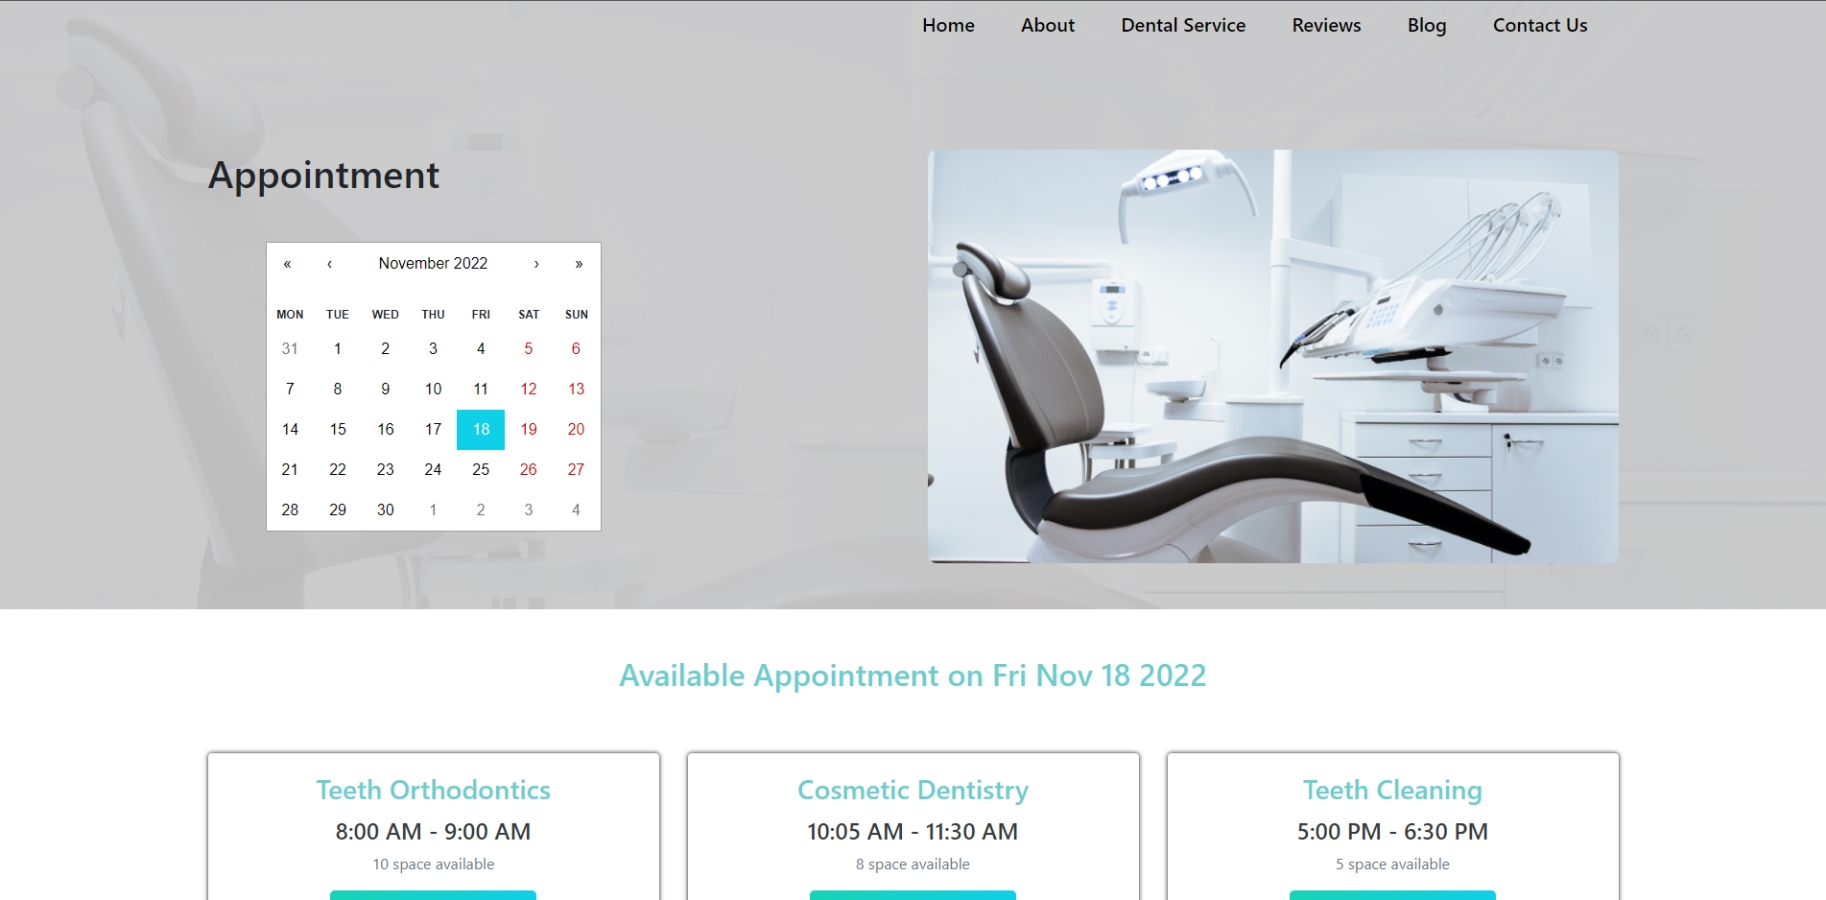 Home About Dental Service Reviews Blog Contact Us
Appointment
« ‹ November 2022 › »
MON TUE WED THU FRI SAT SUN
31 1 2 3 4 5 6
7 8 9 10 11 12 13
14 15 16 17 18 19 20
21 22 23 24 25 26 27
28 29 30 1 2 3 4
Available Appointment on Fri Nov 18 2022
Teeth Orthodontics
8:00 AM - 9:00 AM
10 space available
Cosmetic Dentistry
10:05 AM - 11:30 AM
8 space available
Teeth Cleaning
5:00 PM - 6:30 PM
5 space available